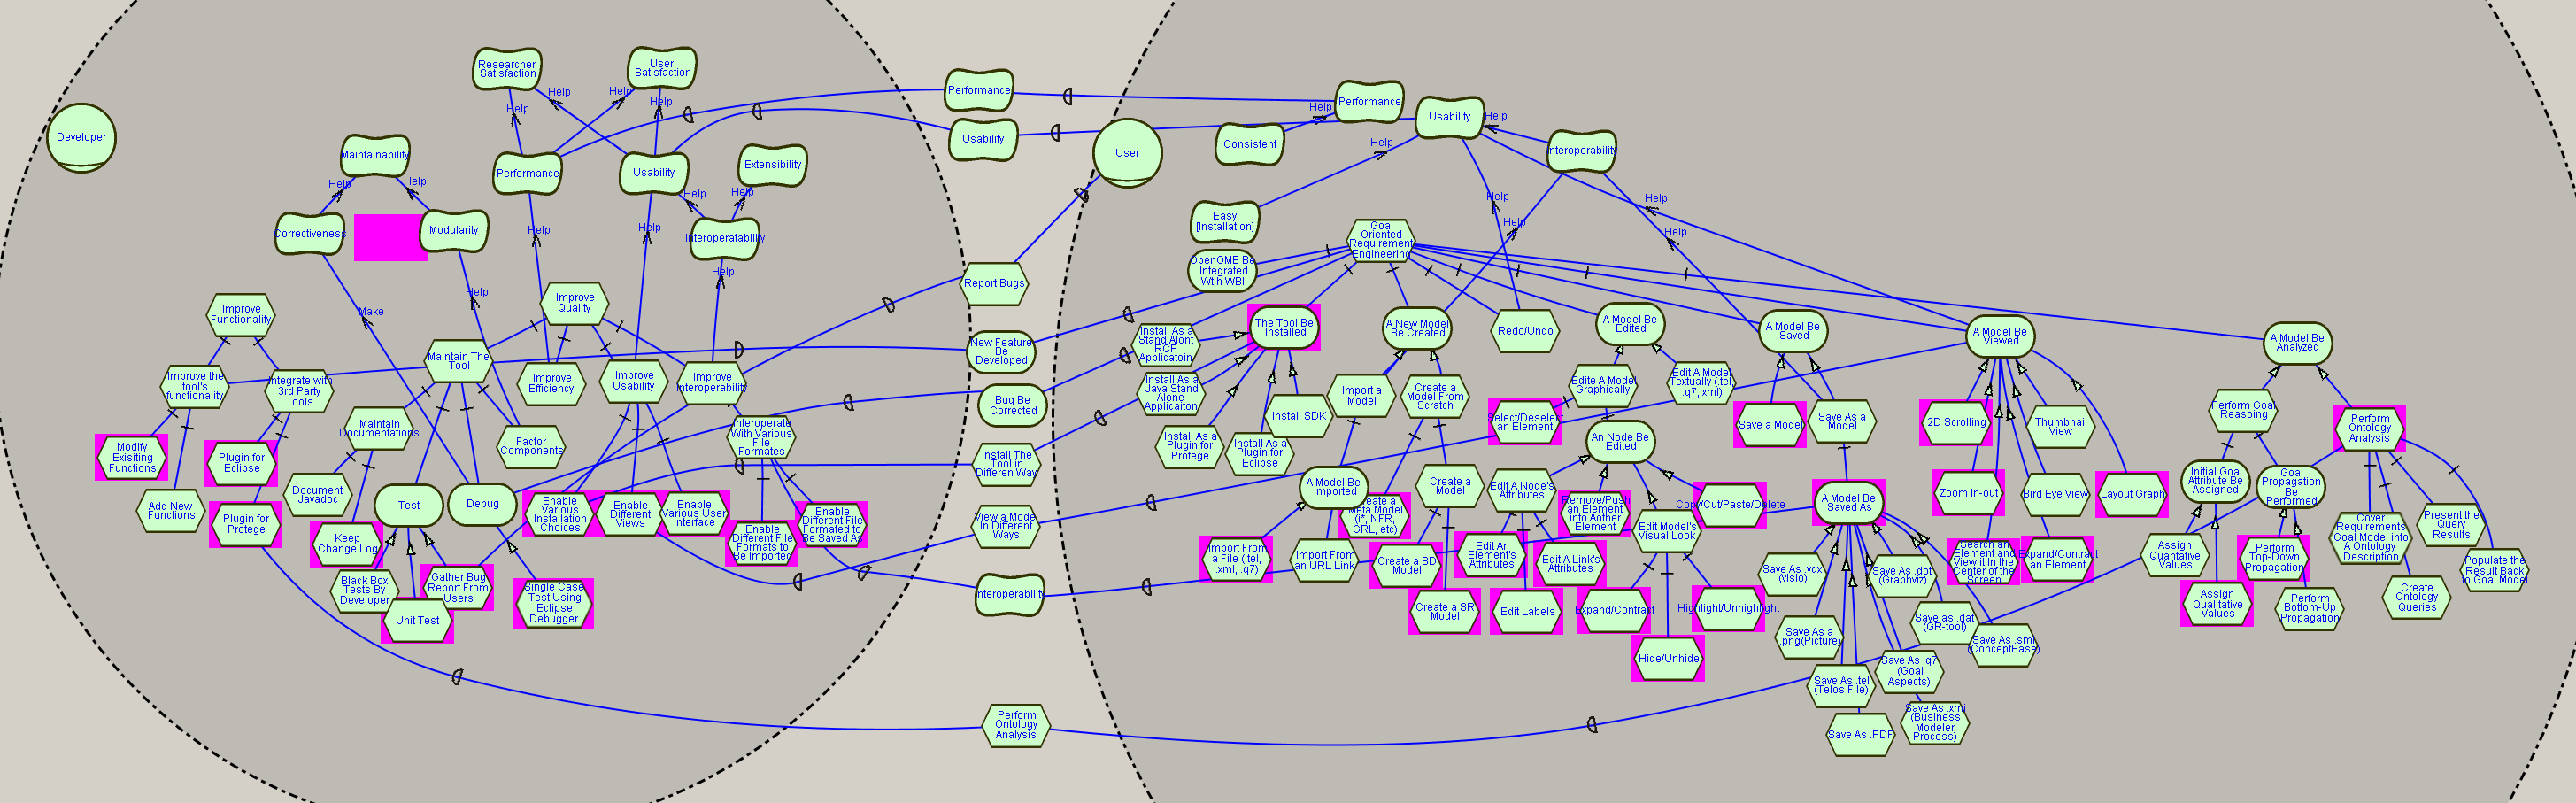 Researcher
Satisfaction
User
Satisfaction
Help
Help
Help
Help
Developer
Maintainability
Performance
Usability
Extensibility
Help
Help
Help
Help
Correctiveness
Modularity
Interoperatability
Help
Help
Help
Help
Make
Improve
Functionality
Improve
Quality
Improve the
tool's
functionality
Integrate with
3rd Party
Tools
Maintain The
Tool
Improve
Efficiency
Improve
Usability
Improve
Interoperability
Maintain
Documentations
Factor
Components
Interoperate
With Various
File
Formates
Modify
Exisiting
Functions
Plugin for
Eclipse
Document
Javadoc
Add New
Functions
Plugin for
Protege
Test
Debug
Keep
Change Log
Enable
Various
Installation
Choices
Enable
Different
Views
Enable
Various User
Interface
Enable
Different File
Formats to
Be Imported
Enable
Different File
Formated to
Be Saved As
Black Box
Tests By
Developer
Gather Bug
Report From
Users
Unit Test
Single Case
Test Using
Eclipse
Debugger
Performance
Usability
Report Bugs
New Feature
Be
Developed
Bug Be
Corrected
Install The
Tool in
Differen Way
View a Model
In Different
Ways
Interoperability
Perform
Ontology
Analysis
User
Performance
Help
Consistent
Usability
Help
Help
Interoperability
Easy
[Installation]
Help
Help
Help
Help
OpenOME Be
Integrated
Wtih WBI
Goal
Oriented
Requirement
Engineering
Install As a
Stand Alont
RCP
Applicatoin
The Tool Be
Installed
A New Model
Be Created
Redo/Undo
A Model Be
Edited
A Model Be
Saved
A Model Be
Viewed
A Model Be
Analyzed
Install As a
Java Stand
Alone
Applicaiton
Install SDK
Import a
Model
Create a
Model From
Scratch
Edite A Model
Graphically
Edit A Model
Textually (.tel,
.q7,.xml)
Install As a
Plugin for
Protege
Install As a
Plugin for
Eclipse
Select/Deselect
an Element
An Node Be
Edited
Save a Model
Save As a
Model
2D Scrolling
Thumbnail
View
Perform Goal
Reasoning
Perform
Ontology
Analysis
A Model Be
Imported
Create a
Meta Model
(i*, NFR,
GRL, etc)
Create a
Model
Edit A Node's
Attributes
Remove/Push
an Element
into Aother
Element
Copy/Cut/Paste/Delete
Edit Model's
Visual Look
A Model Be
Saved As
Zoom in-out
Bird Eye View
Layout Graph
Initial Goal
Attribute Be
Assigned
Goal
Propagation
Be
Performed
Import From
a File (.tel,
.xml, .q7)
Import From
an URL Link
Create a SD
Model
Edit An
Element's
Attributes
Edit A Link's
Attributes
Create a SR
Model
Edit Labels
Expand/Contract
Highlight/Unhighlight
Hide/Unhide
Save As .vdx
(visio)
Save As .dot
(Graphviz)
Save As a
png(Picture)
Save as .dat
(GR-tool)
Save As .smi
(ConceptBase)
Save As .tel
(Telos File)
Save As .q7
(Goal
Aspects)
Save As .PDF
Save As .xmi
(Business
Modeler
Process)
Search an
Element and
View it In the
Center of the
Screen
Expand/Contract
an Element
Assign
Quantative
Values
Assign
Qualitative
Values
Perform
Top-Down
Propagation
Perform
Bottom-Up
Propagation
Cover
Requirements
Goal Model into
A Ontology
Description
Present the
Query
Results
Create
Ontology
Queries
Populate the
Result Back
to Goal Model